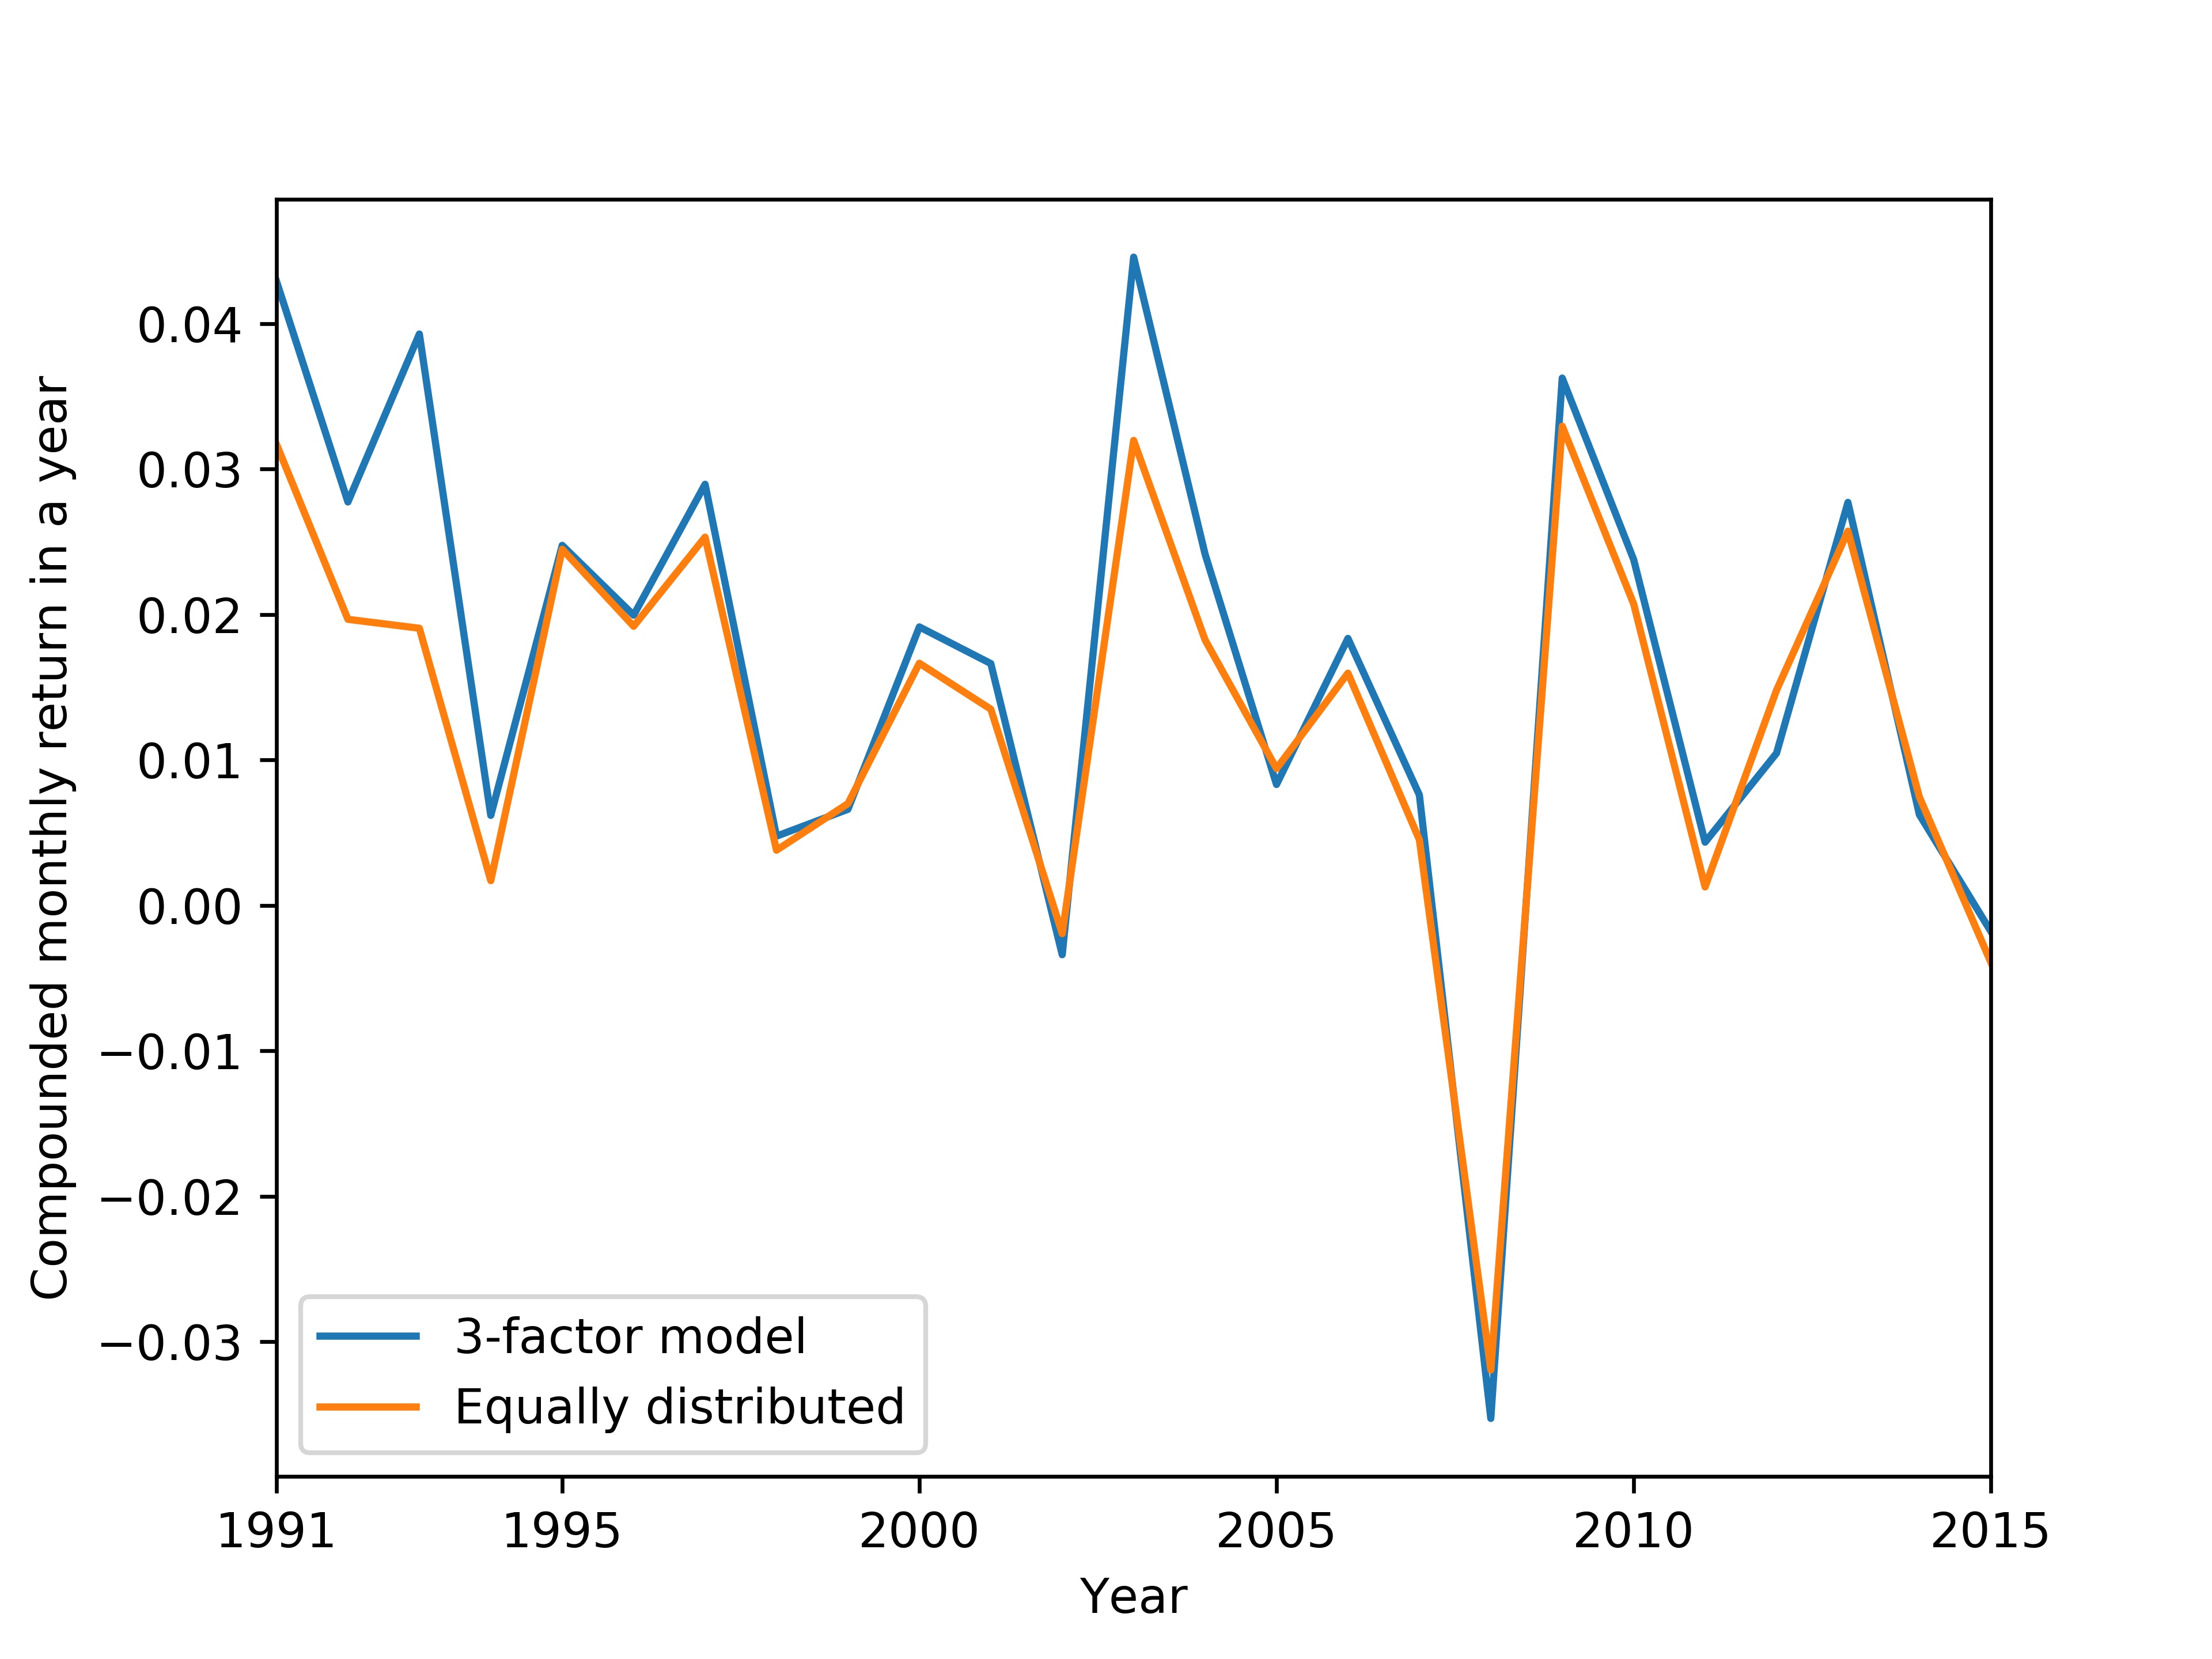 Compounded monthly return in a year
0.04
0.03
0.02
0.01
0.00
−0.01
−0.02
−0.03
3-factor model
Equally distributed
1991 1995 2000 2005 2010 2015
Year